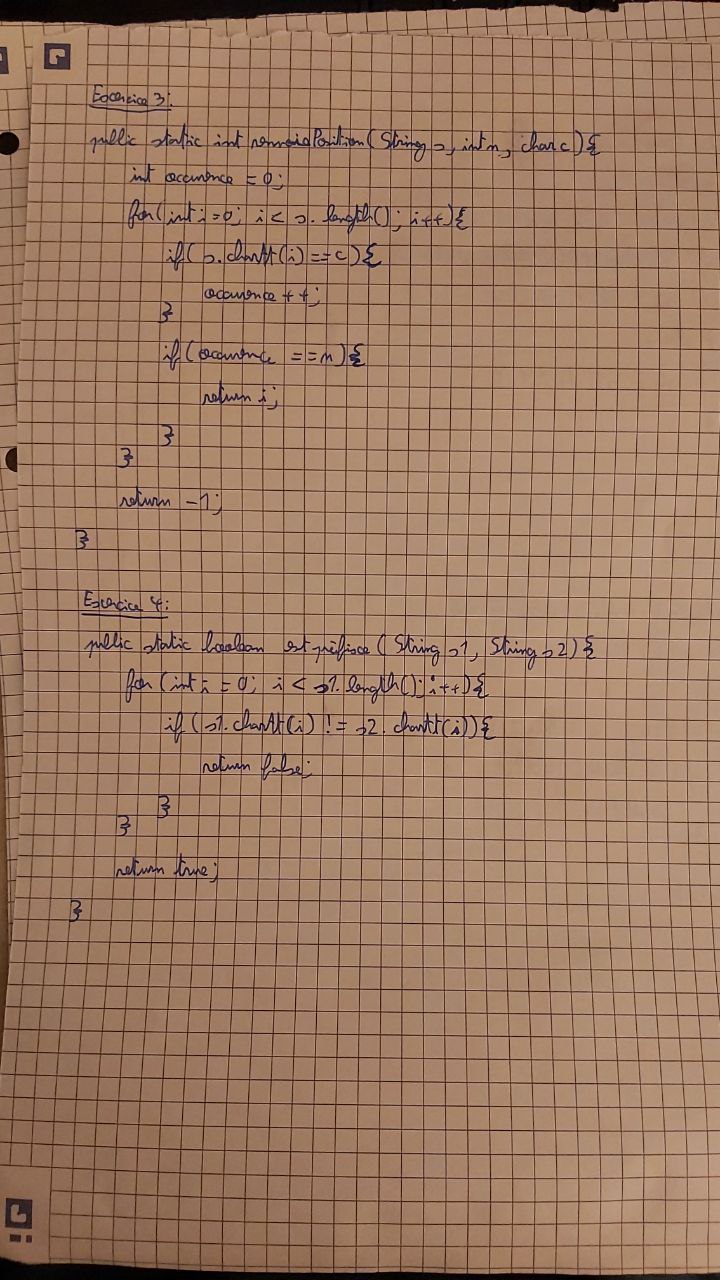 Exercice 3:
public static int renvoiePosition(String s, int n, char c){
int occurence = 0;
for(int i=0; i < s.length(); i++){
if(s.charAt(i)==c){
occurence++;
}
if(occurence ==n){
return i;
}
}
return -1;
}
Exercice 4:
public static boolean estprefixe(String s1, String s2){
for(int i = 0; i < s1.length(); i++){
if(s1.charAt(i) != s2.charAt(i)){
return false;
}
}
return true;
}